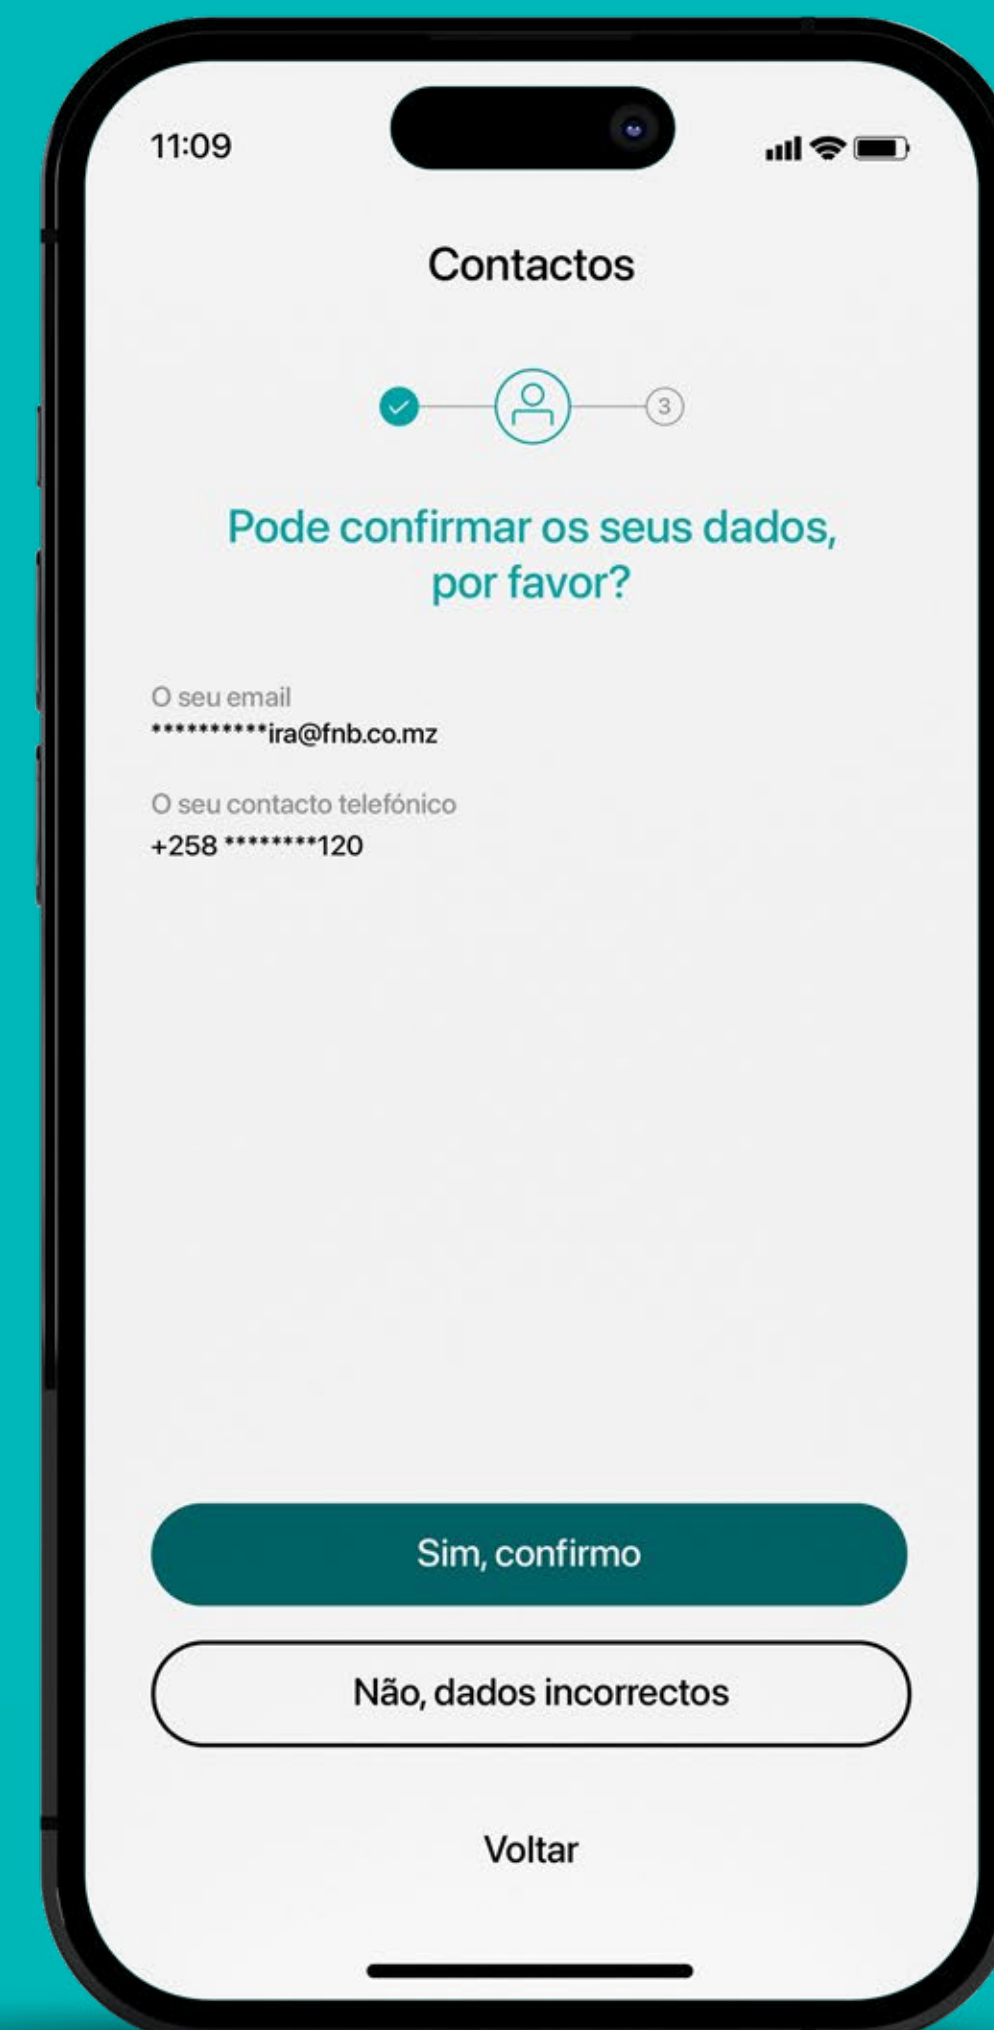 11:09
Contactos
3
Pode confirmar os seus dados,
por favor?
O seu email
**********ira@fnb.co.mz
O seu contacto telefónico
+258 ********120
Sim, confirmo
Não, dados incorrectos
Voltar